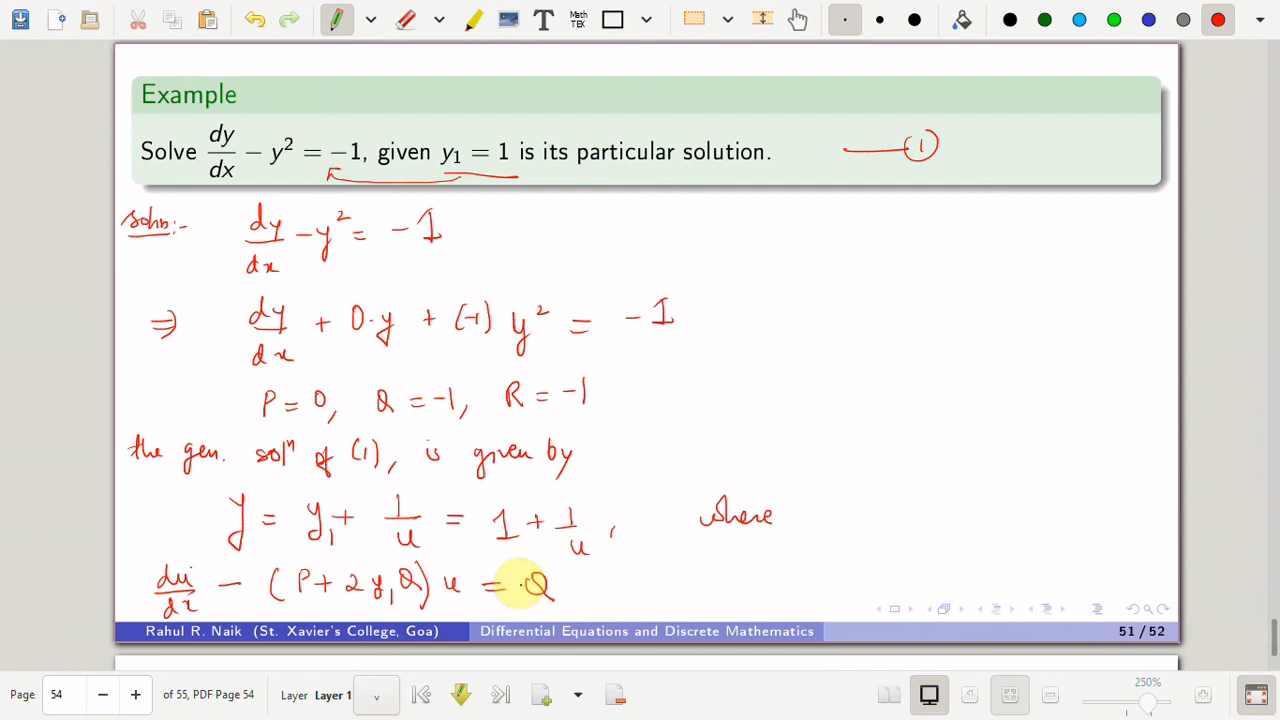 Math
TEX
Example
Solve dy/dx − y² = −1, given y₁ = 1 is its particular solution. ——①
soln:-
dy/dx − y² = −1
⇒ dy/dx + 0·y + (−1) y² = −1
P = 0, Q = −1, R = −1
the gen. solⁿ of (1), is given by
y = y₁ + 1/u = 1 + 1/u, where
du/dx − (P + 2y₁Q) u = Q
Rahul R. Naik (St. Xavier's College, Goa) Differential Equations and Discrete Mathematics 51 / 52
Page 54 of 55, PDF Page 54 Layer Layer 1 250%